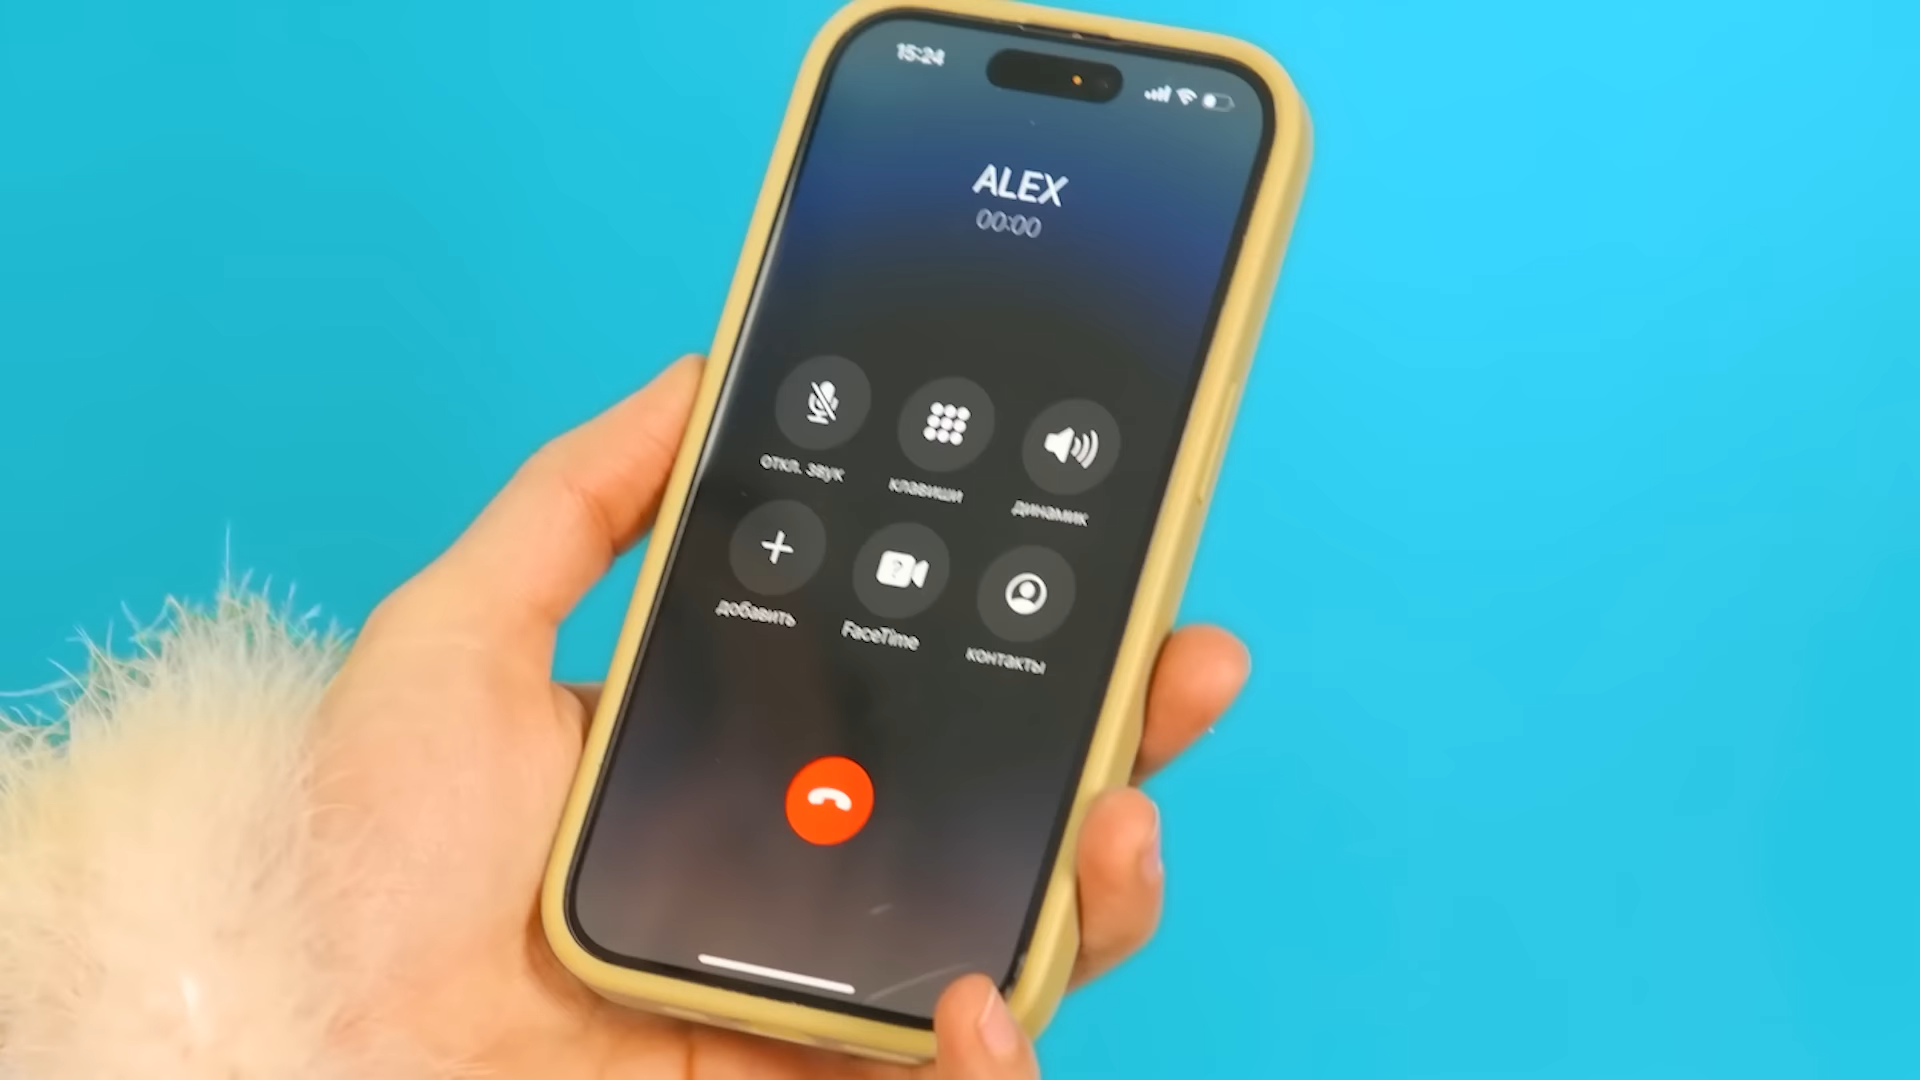 15:24
ALEX
00:00
откл. звук
клавиши
динамик
добавить
FaceTime
контакты